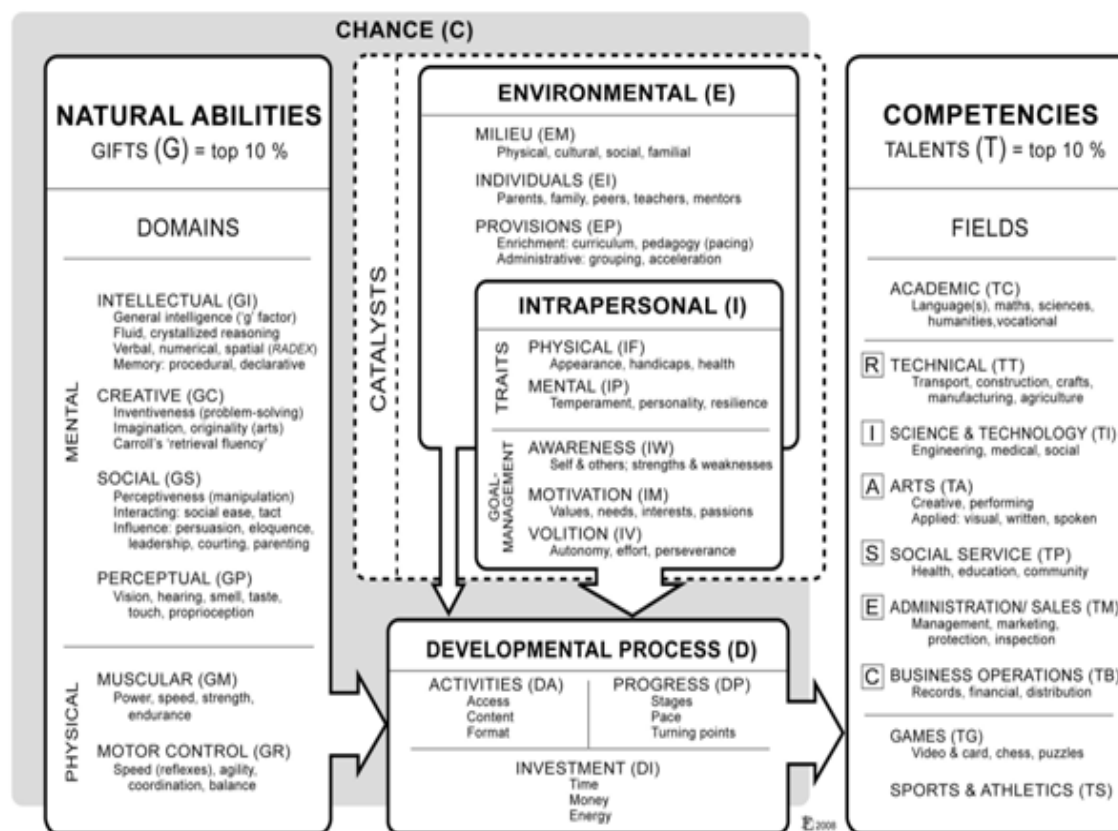 CHANCE (C)
NATURAL ABILITIES
GIFTS (G) = top 10 %
DOMAINS
MENTAL
INTELLECTUAL (GI)
General intelligence ('g' factor)
Fluid, crystallized reasoning
Verbal, numerical, spatial (RADEX)
Memory: procedural, declarative
CREATIVE (GC)
Inventiveness (problem-solving)
Imagination, originality (arts)
Carroll's 'retrieval fluency'
SOCIAL (GS)
Perceptiveness (manipulation)
Interacting: social ease, tact
Influence: persuasion, eloquence,
leadership, courting, parenting
PERCEPTUAL (GP)
Vision, hearing, smell, taste,
touch, proprioception
PHYSICAL
MUSCULAR (GM)
Power, speed, strength,
endurance
MOTOR CONTROL (GR)
Speed (reflexes), agility,
coordination, balance
CATALYSTS
ENVIRONMENTAL (E)
MILIEU (EM)
Physical, cultural, social, familial
INDIVIDUALS (EI)
Parents, family, peers, teachers, mentors
PROVISIONS (EP)
Enrichment: curriculum, pedagogy (pacing)
Administrative: grouping, acceleration
INTRAPERSONAL (I)
TRAITS
PHYSICAL (IF)
Appearance, handicaps, health
MENTAL (IP)
Temperament, personality, resilience
GOAL-
MANAGEMENT
AWARENESS (IW)
Self & others; strengths & weaknesses
MOTIVATION (IM)
Values, needs, interests, passions
VOLITION (IV)
Autonomy, effort, perseverance
DEVELOPMENTAL PROCESS (D)
ACTIVITIES (DA)
Access
Content
Format
PROGRESS (DP)
Stages
Pace
Turning points
INVESTMENT (DI)
Time
Money
Energy
COMPETENCIES
TALENTS (T) = top 10 %
FIELDS
ACADEMIC (TC)
Language(s), maths, sciences,
humanities,vocational
R TECHNICAL (TT)
Transport, construction, crafts,
manufacturing, agriculture
I SCIENCE & TECHNOLOGY (TI)
Engineering, medical, social
A ARTS (TA)
Creative, performing
Applied: visual, written, spoken
S SOCIAL SERVICE (TP)
Health, education, community
E ADMINISTRATION/ SALES (TM)
Management, marketing,
protection, inspection
C BUSINESS OPERATIONS (TB)
Records, financial, distribution
GAMES (TG)
Video & card, chess, puzzles
SPORTS & ATHLETICS (TS)
2008